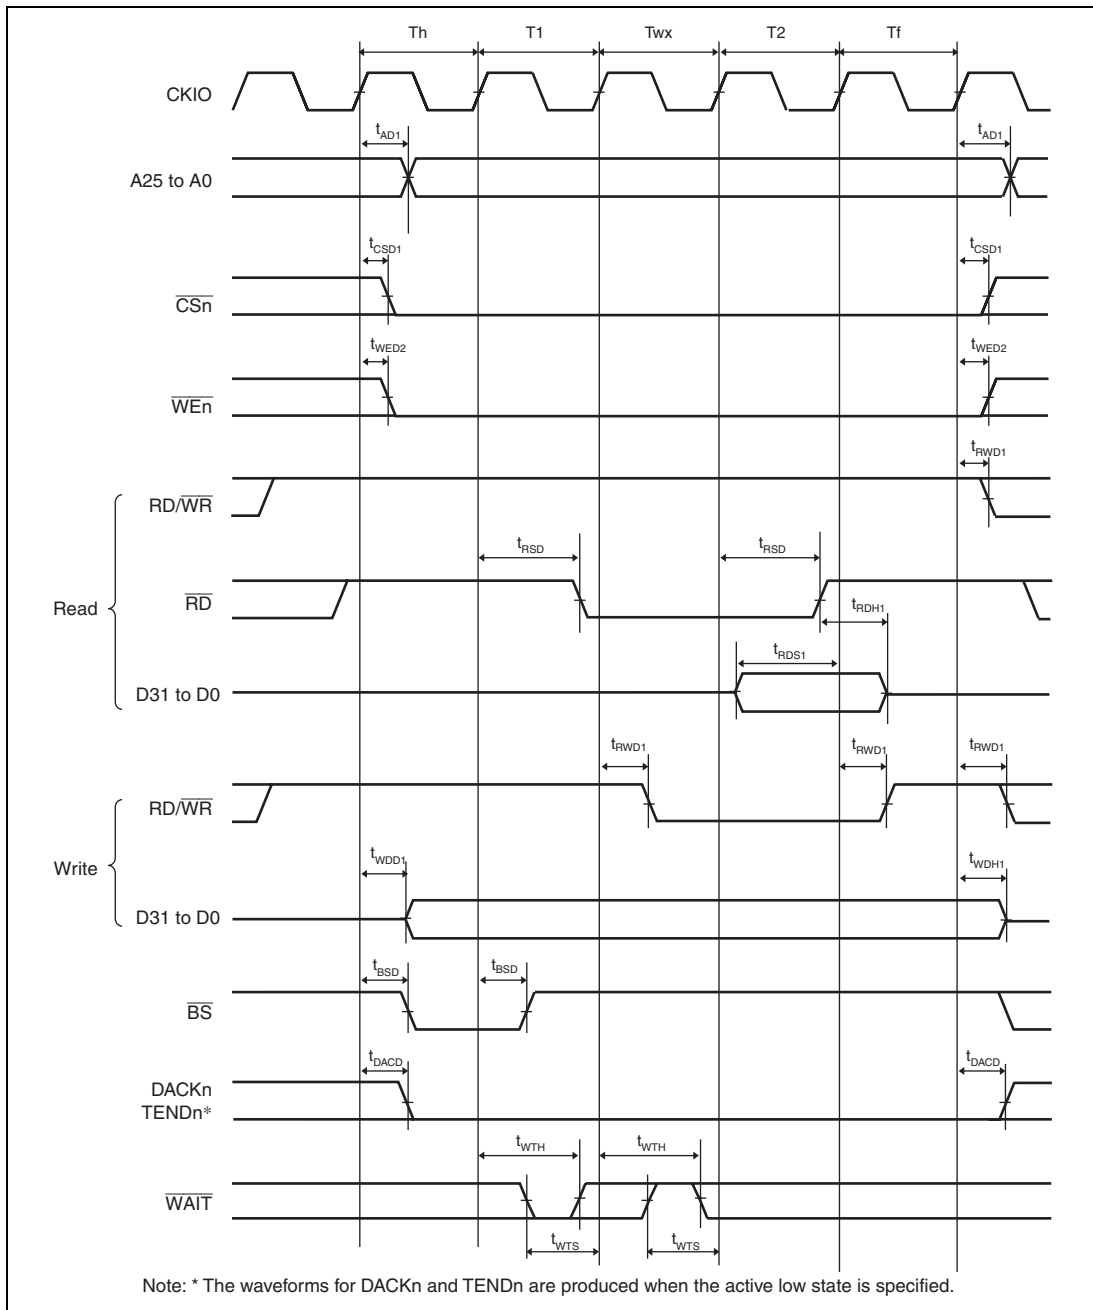 Th T1 Twx T2 Tf
CKIO
tAD1 tAD1
A25 to A0
tCSD1 tCSD1
CSn
tWED2 tWED2
WEn
tRWD1
RD/WR
tRSD tRSD
Read
RD
tRDH1
tRDS1
D31 to D0
tRWD1 tRWD1 tRWD1
RD/WR
Write
tWDD1 tWDH1
D31 to D0
tBSD tBSD
BS
tDACD tDACD
DACKn
TENDn*
tWTH tWTH
WAIT
tWTS tWTS
Note: * The waveforms for DACKn and TENDn are produced when the active low state is specified.